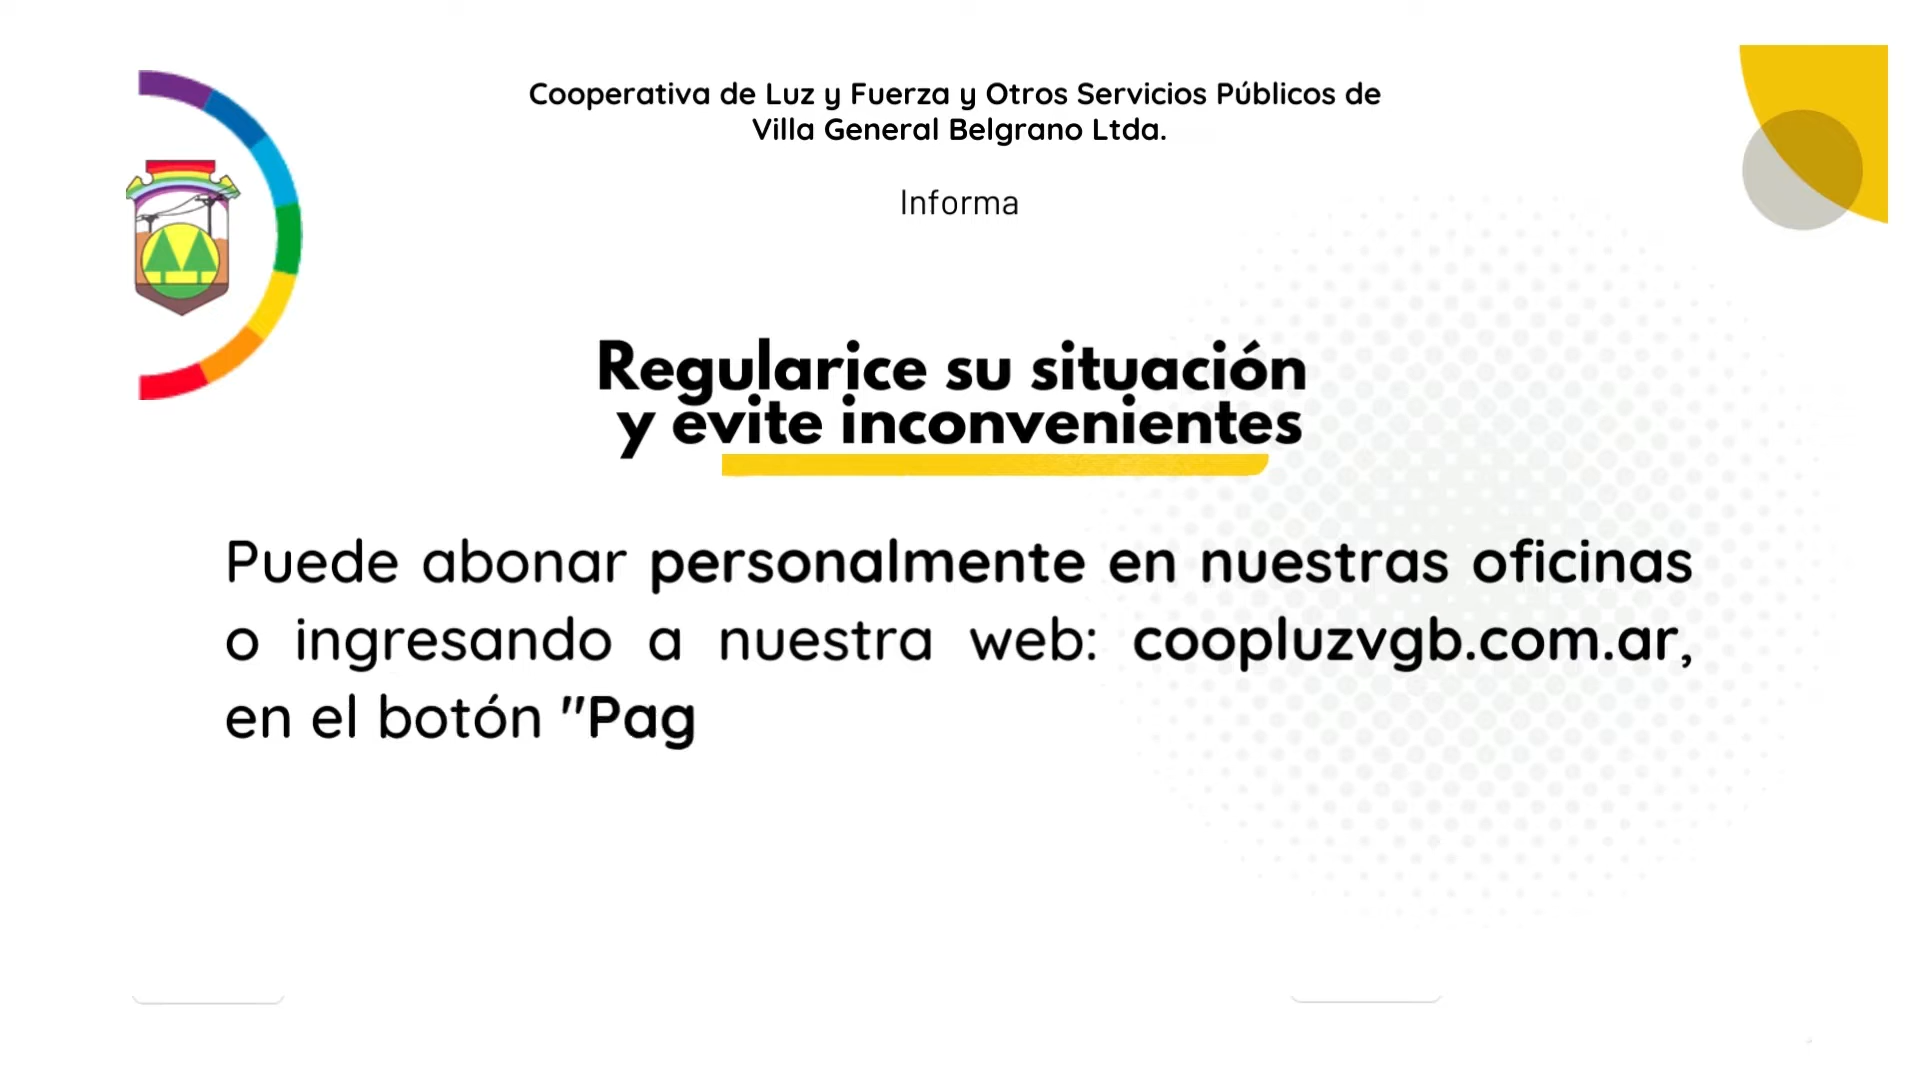 Cooperativa de Luz y Fuerza y Otros Servicios Públicos de
Villa General Belgrano Ltda.
Informa
Regularice su situación
y evite inconvenientes
Puede abonar personalmente en nuestras oficinas
o ingresando a nuestra web: coopluzvgb.com.ar,
en el botón "Pag